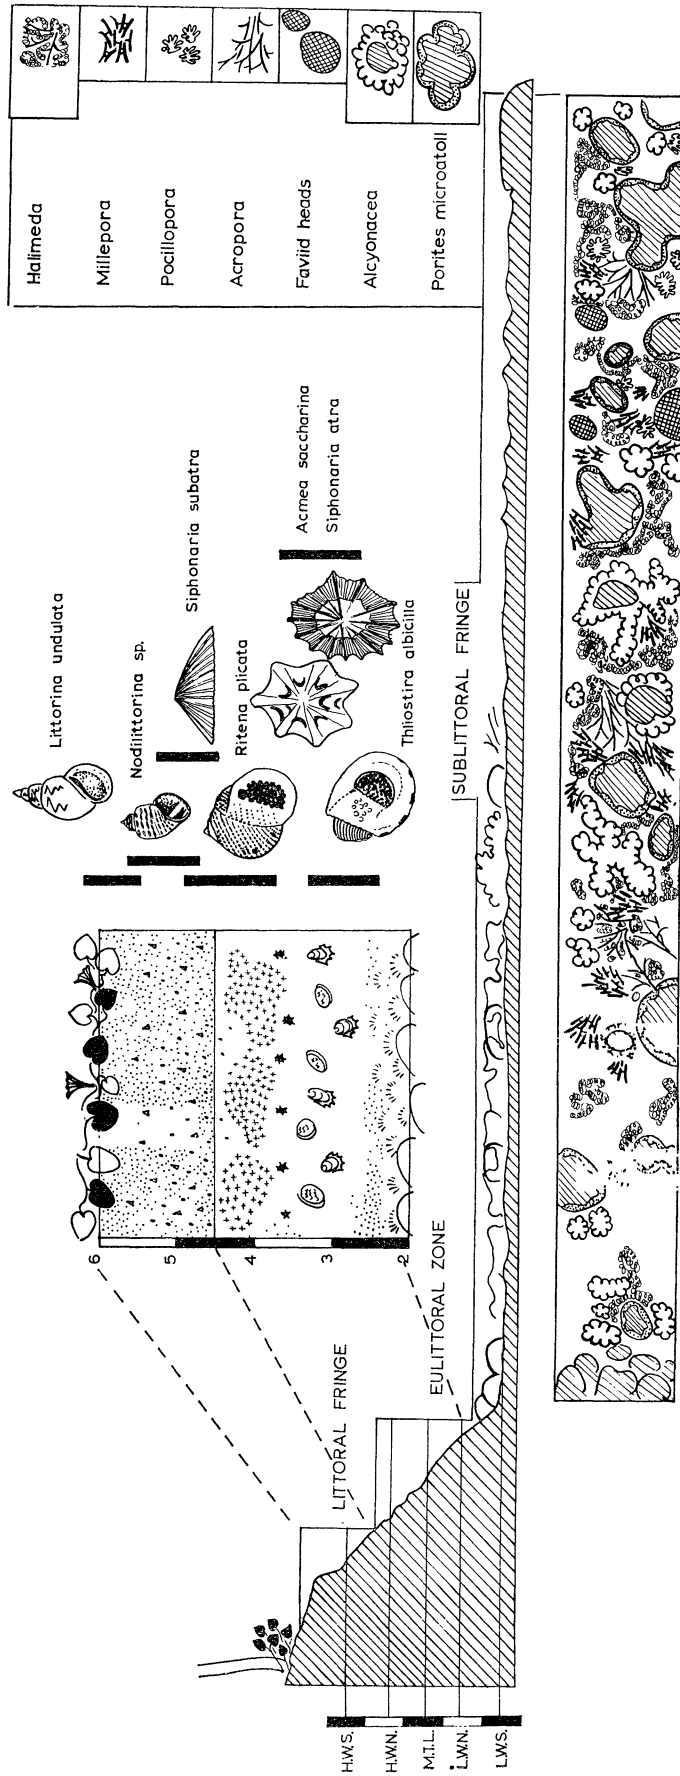 Halimeda
Millepora
Pocillopora
Acropora
Faviid heads
Alcyonacea
Porites microatoll
Littorina undulata
Nodilittorina sp.
Siphonaria subatra
Ritena plicata
Acmea saccharina
Siphonaria atra
Thliostira albicilla
SUBLITTORAL FRINGE
6
5
4
3
2
LITTORAL FRINGE
EULITTORAL ZONE
H.W.S.
H.W.N.
M.T.L.
L.W.N.
L.W.S.